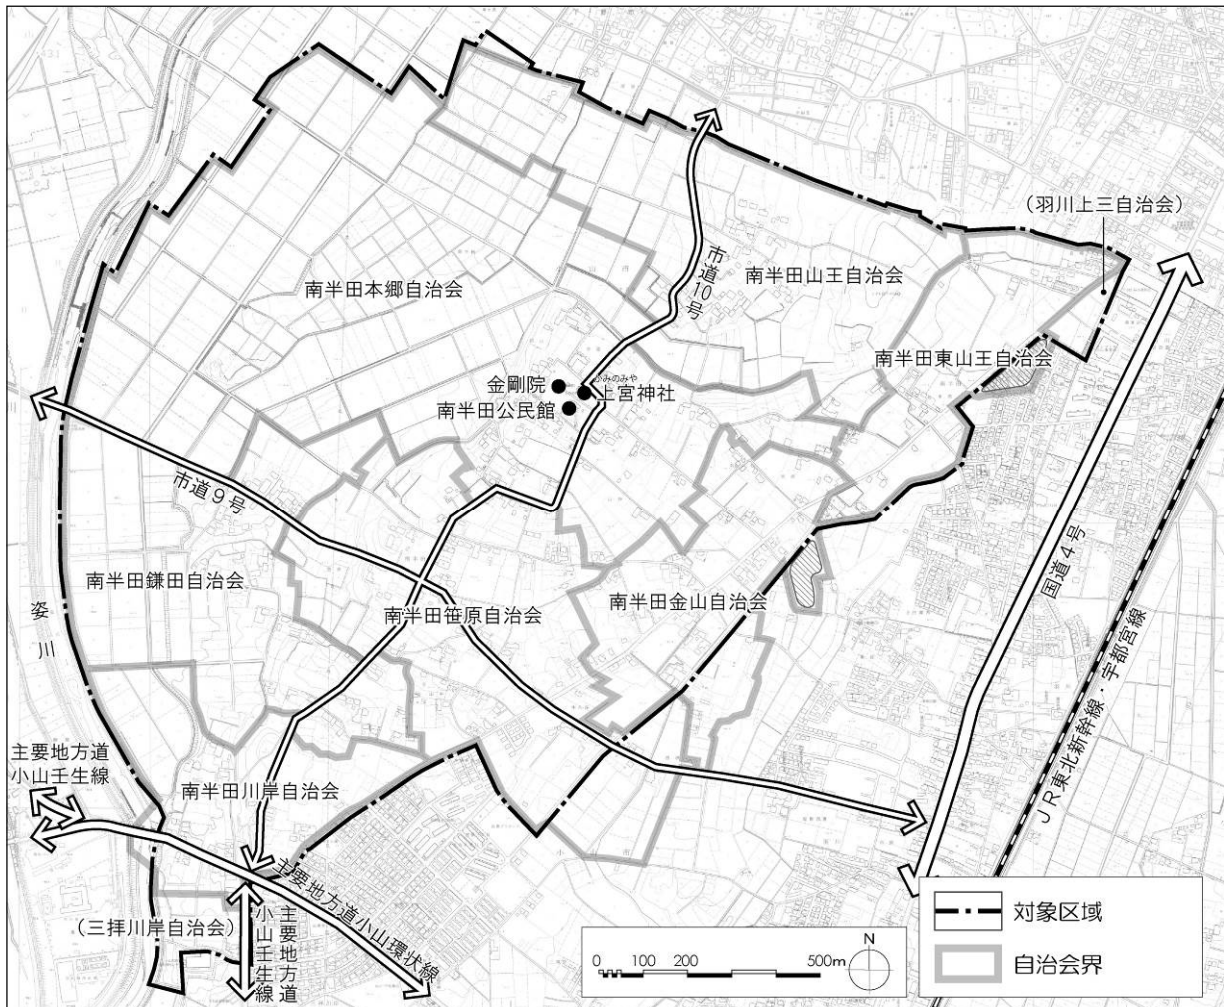 （羽川上三自治会）
市道10号
南半田山王自治会
南半田本郷自治会
南半田東山王自治会
金剛院
かみのみや
上宮神社
南半田公民館
市道9号
国道4号
南半田鎌田自治会
南半田笹原自治会
南半田金山自治会
姿川
JR東北新幹線・宇都宮線
主要地方道
小山壬生線
南半田川岸自治会
主要地方道小山環状線
（三拝川岸自治会）
主要地方道
小山壬生線
0 100 200 500m
N
対象区域
自治会界